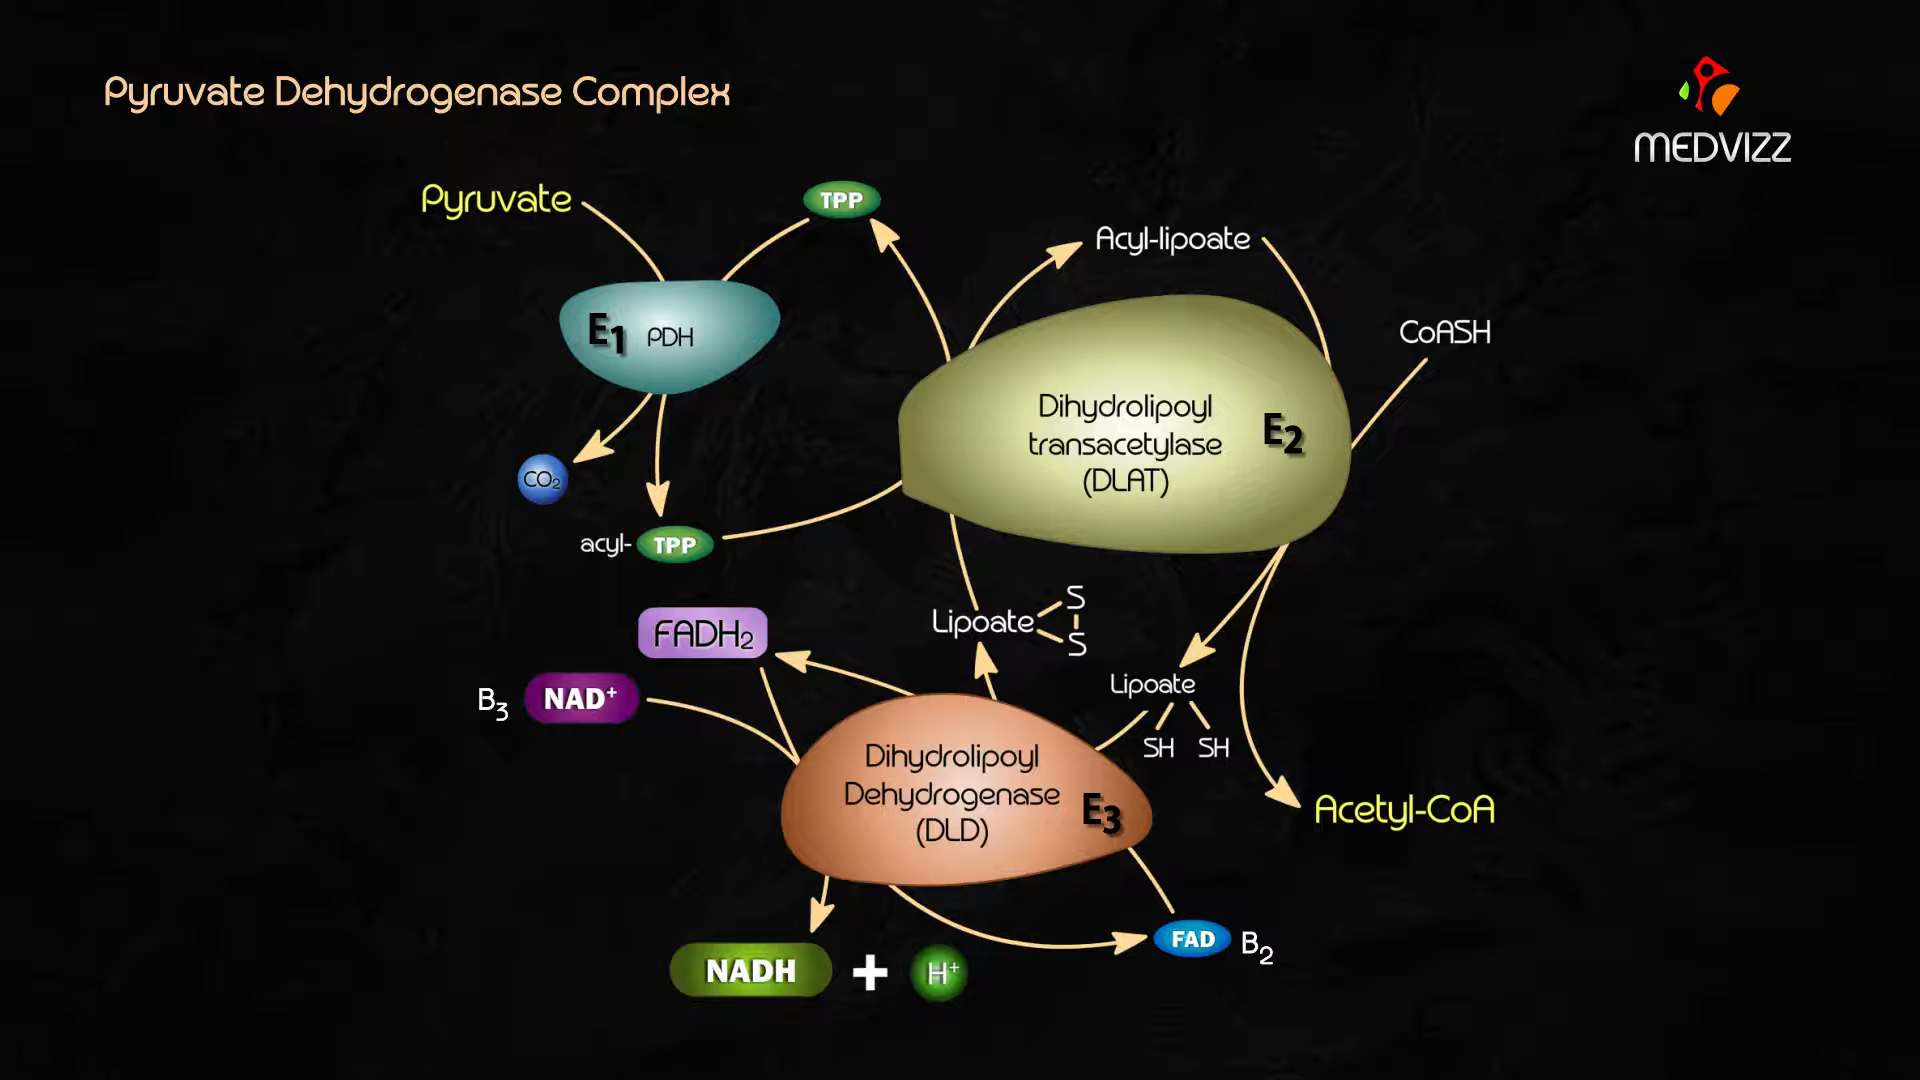 Pyruvate Dehydrogenase Complex
MEDVIZZ
Pyruvate
TPP
Acyl-lipoate
E1 PDH
CoASH
Dihydrolipoyl
transacetylase
(DLAT)
E2
CO2
acyl- TPP
Lipoate
S
S
FADH2
B3 NAD+
Lipoate
SH SH
Dihydrolipoyl
Dehydrogenase
(DLD)
E3
Acetyl-CoA
FAD B2
NADH + H+